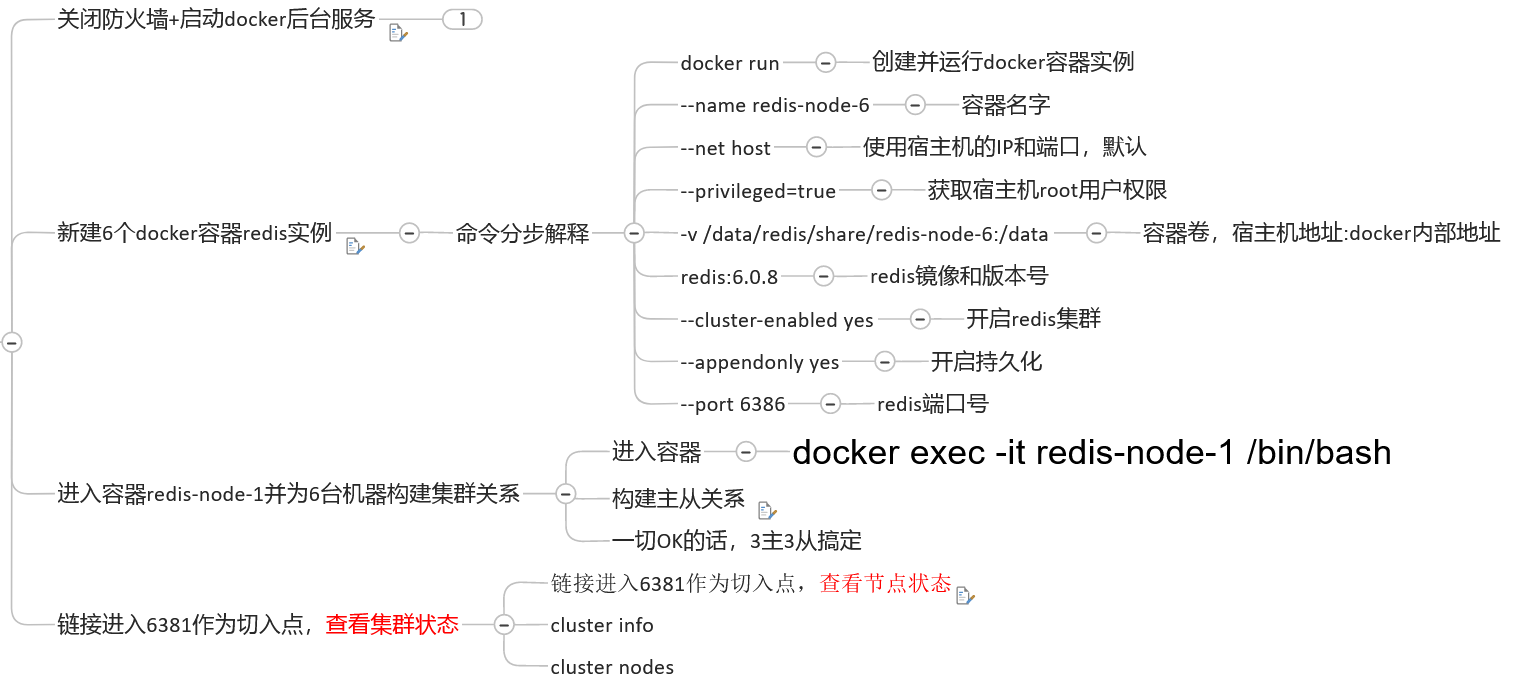 关闭防火墙+启动docker后台服务 1
docker run 创建并运行docker容器实例
--name redis-node-6 容器名字
--net host 使用宿主机的IP和端口，默认
--privileged=true 获取宿主机root用户权限
新建6个docker容器redis实例 命令分步解释 -v /data/redis/share/redis-node-6:/data 容器卷，宿主机地址:docker内部地址
redis:6.0.8 redis镜像和版本号
--cluster-enabled yes 开启redis集群
--appendonly yes 开启持久化
--port 6386 redis端口号
进入容器 docker exec -it redis-node-1 /bin/bash
进入容器redis-node-1并为6台机器构建集群关系 构建主从关系
一切OK的话，3主3从搞定
链接进入6381作为切入点，查看节点状态
链接进入6381作为切入点，查看集群状态 cluster info
cluster nodes